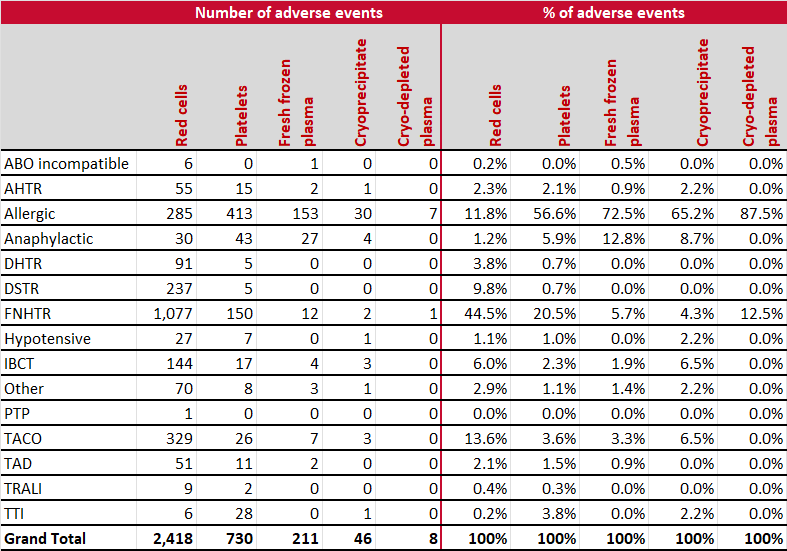 Number of adverse events % of adverse events
Red cells Platelets Fresh frozen plasma Cryoprecipitate Cryo-depleted plasma Red cells Platelets Fresh frozen plasma Cryoprecipitate Cryo-depleted plasma
ABO incompatible 6 0 1 0 0 0.2% 0.0% 0.5% 0.0% 0.0%
AHTR 55 15 2 1 0 2.3% 2.1% 0.9% 2.2% 0.0%
Allergic 285 413 153 30 7 11.8% 56.6% 72.5% 65.2% 87.5%
Anaphylactic 30 43 27 4 0 1.2% 5.9% 12.8% 8.7% 0.0%
DHTR 91 5 0 0 0 3.8% 0.7% 0.0% 0.0% 0.0%
DSTR 237 5 0 0 0 9.8% 0.7% 0.0% 0.0% 0.0%
FNHTR 1,077 150 12 2 1 44.5% 20.5% 5.7% 4.3% 12.5%
Hypotensive 27 7 0 1 0 1.1% 1.0% 0.0% 2.2% 0.0%
IBCT 144 17 4 3 0 6.0% 2.3% 1.9% 6.5% 0.0%
Other 70 8 3 1 0 2.9% 1.1% 1.4% 2.2% 0.0%
PTP 1 0 0 0 0 0.0% 0.0% 0.0% 0.0% 0.0%
TACO 329 26 7 3 0 13.6% 3.6% 3.3% 6.5% 0.0%
TAD 51 11 2 0 0 2.1% 1.5% 0.9% 0.0% 0.0%
TRALI 9 2 0 0 0 0.4% 0.3% 0.0% 0.0% 0.0%
TTI 6 28 0 1 0 0.2% 3.8% 0.0% 2.2% 0.0%
Grand Total 2,418 730 211 46 8 100% 100% 100% 100% 100%